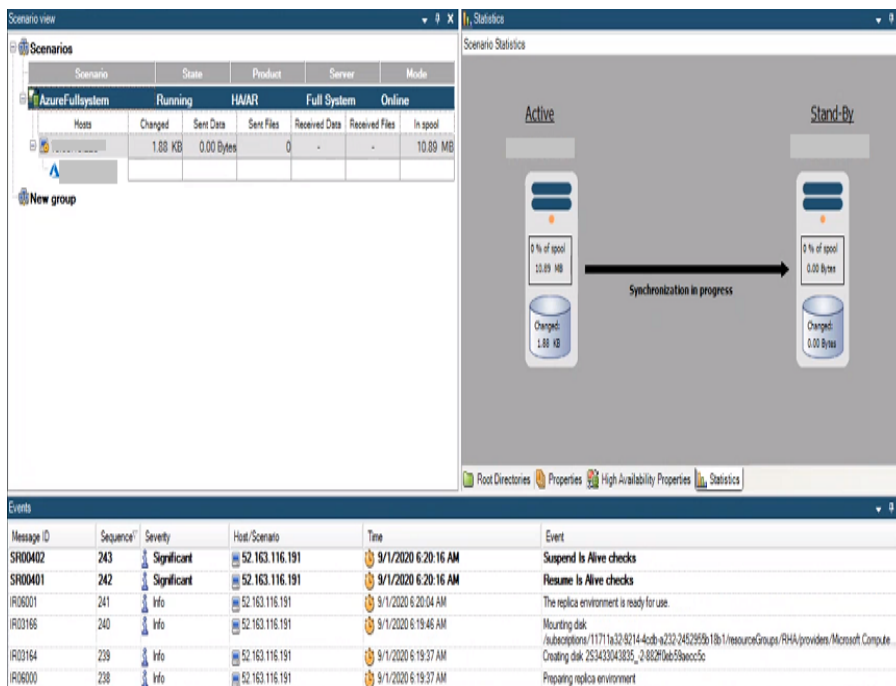 Scenario view
Scenarios
Scenario State Product Server Mode
AzureFullsystem Running HA/AR Full System Online
Hosts Changed Sent Data Sent Files Received Data Received Files In spool
1.88 KB 0.00 Bytes 0 - - 10.89 MB
New group
Statistics
Scenario Statistics
Active Stand-By
0 % of spool 0 % of spool
10.89 MB 0.00 Bytes
Synchronization in progress
Changed: Changed:
1.88 KB 0.00 Bytes
Root Directories Properties High Availability Properties Statistics
Events
Message ID Sequence Severity Host/Scenario Time Event
SR00402 243 Significant 52.163.116.191 9/1/2020 6:20:16 AM Suspend Is Alive checks
SR00401 242 Significant 52.163.116.191 9/1/2020 6:20:16 AM Resume Is Alive checks
IR06001 241 Info 52.163.116.191 9/1/2020 6:20:04 AM The replica environment is ready for use.
IR03166 240 Info 52.163.116.191 9/1/2020 6:19:46 AM Mounting disk
/resourceGroups/RHA/providers/Microsoft.Compute...
IR03164 239 Info 52.163.116.191 9/1/2020 6:19:37 AM Creating disk
IR06000 238 Info 52.163.116.191 9/1/2020 6:19:37 AM Preparing replica environment